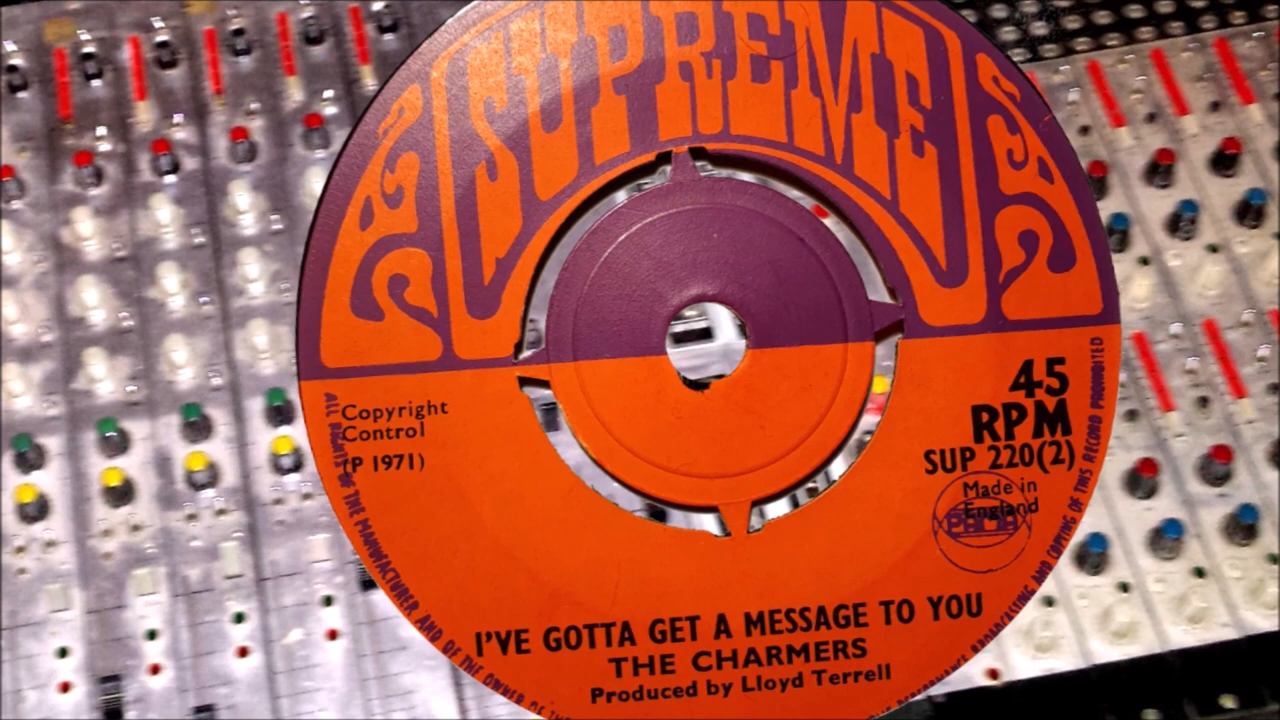 SUPREME
Copyright
Control
(P 1971)
45
RPM
SUP 220(2)
Made in
England
PAMA
I'VE GOTTA GET A MESSAGE TO YOU
THE CHARMERS
Produced by Lloyd Terrell
ALL RIGHTS OF THE MANUFACTURER AND OF THE OWNER OF THE
PERFORMANCE BROADCASTING AND COPYING OF THIS RECORD PROHIBITED